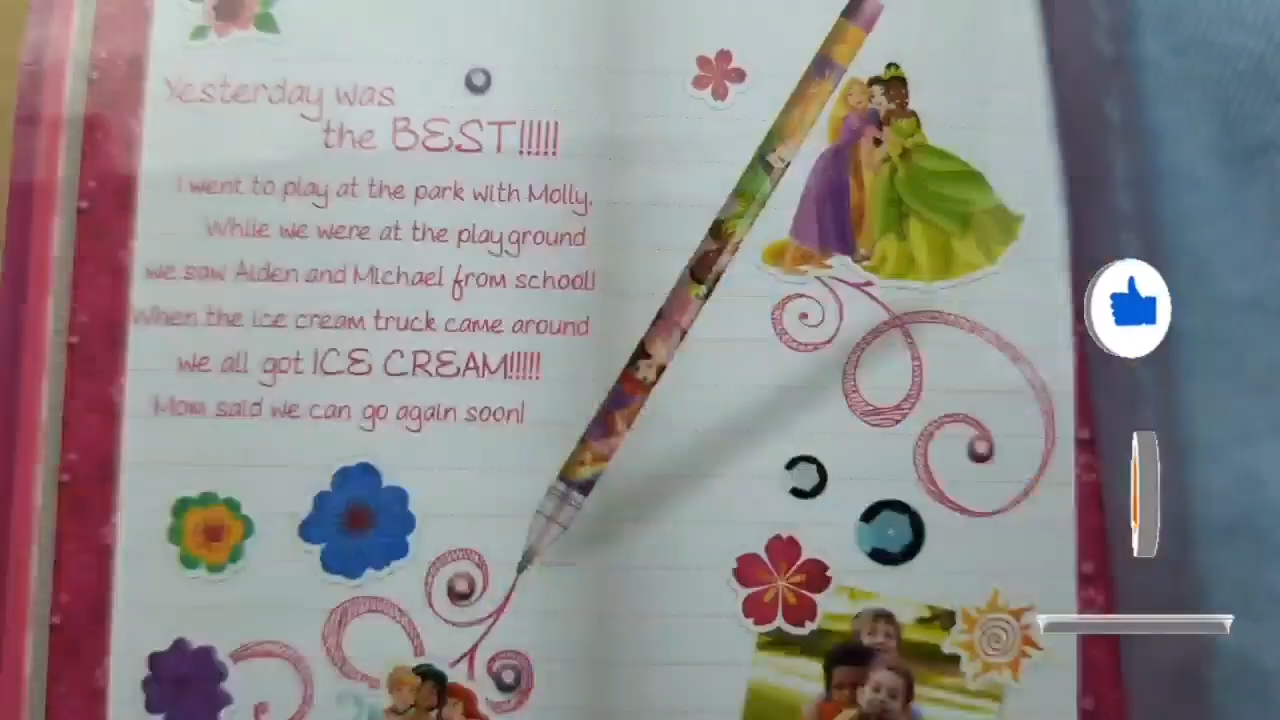 Yesterday was
the BEST!!!!!
I went to play at the park with Molly.
While we were at the playground
we saw Aiden and Michael from school!
When the ice cream truck came around
we all got ICE CREAM!!!!!
Mom said we can go again soon!